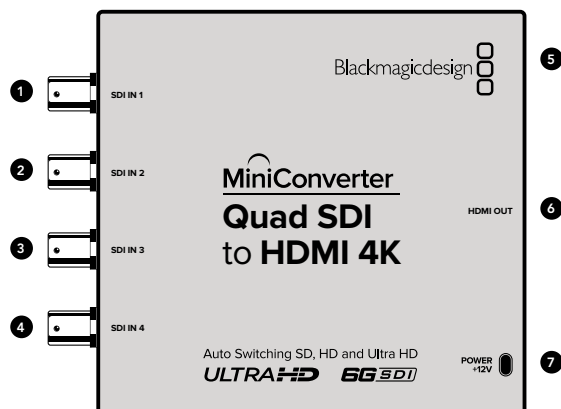 Blackmagicdesign
1
SDI IN 1
5
2
SDI IN 2
MiniConverter
Quad SDI
to HDMI 4K
HDMI OUT
6
3
SDI IN 3
4
SDI IN 4
Auto Switching SD, HD and Ultra HD
ULTRAHD 6G SDI
POWER
+12V
7